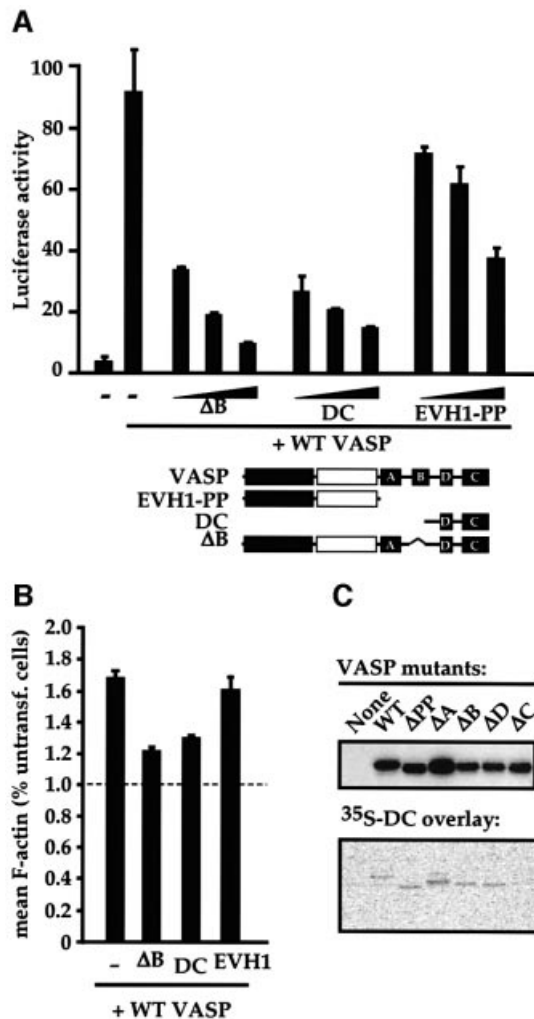 A
Luciferase activity
100
80
60
40
20
0
- - ΔB DC EVH1-PP
+ WT VASP
VASP A B D C
EVH1-PP
DC D C
ΔB A D C
B
mean F-actin (% untransf. cells)
2.0
1.8
1.6
1.4
1.2
1.0
0.8
0.6
0.4
0.2
0
– ΔB DC EVH1
+ WT VASP
C
VASP mutants:
None WT ΔPP ΔA ΔB ΔD ΔC
35S-DC overlay: